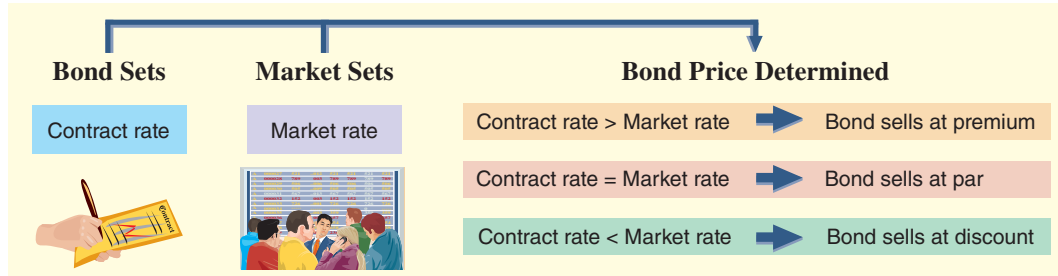 Bond Sets
Contract rate
Contract
Market Sets
Market rate
Bond Price Determined
Contract rate > Market rate Bond sells at premium
Contract rate = Market rate Bond sells at par
Contract rate < Market rate Bond sells at discount